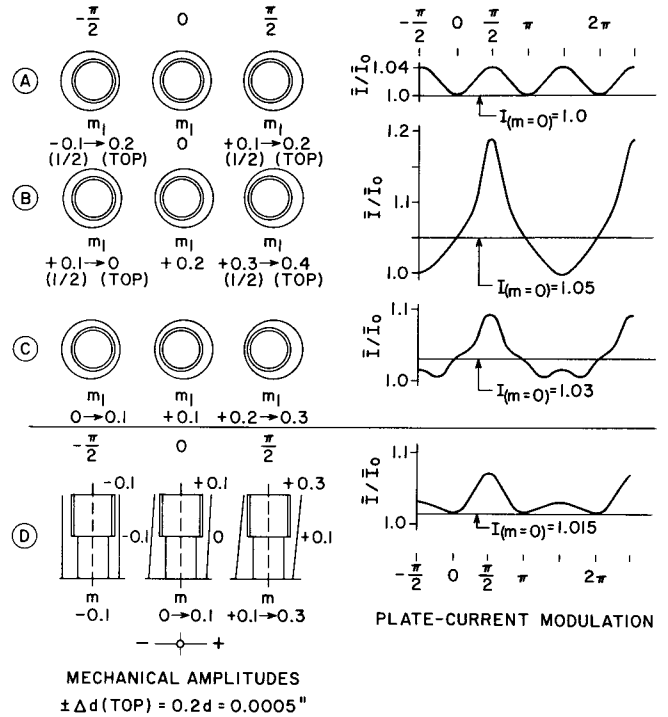 -π/2 0 π/2
A
m₁ m₁ m₁
-0.1→0.2 0 +0.1→0.2
(1/2) (TOP) (1/2) (TOP)
B
m₁ m₁ m₁
+0.1→0 +0.2 +0.3→0.4
(1/2) (TOP) (1/2) (TOP)
C
m₁ m₁ m₁
0→0.1 +0.1 +0.2→0.3
-π/2 0 π/2
-0.1 +0.1 +0.3
D
-0.1 0 +0.1
m m m
-0.1 0→0.1 +0.1→0.3
- +
MECHANICAL AMPLITUDES
±Δd(TOP) = 0.2d = 0.0005"
-π/2 0 π/2 π 2π
Ī/Ī₀
1.04
1.0
I(m=0)=1.0
Ī/Ī₀
1.2
1.1
1.0
I(m=0)=1.05
Ī/Ī₀
1.1
1.0
I(m=0)=1.03
Ī/Ī₀
1.1
1.0
I(m=0)=1.015
-π/2 0 π/2 π 2π
PLATE-CURRENT MODULATION